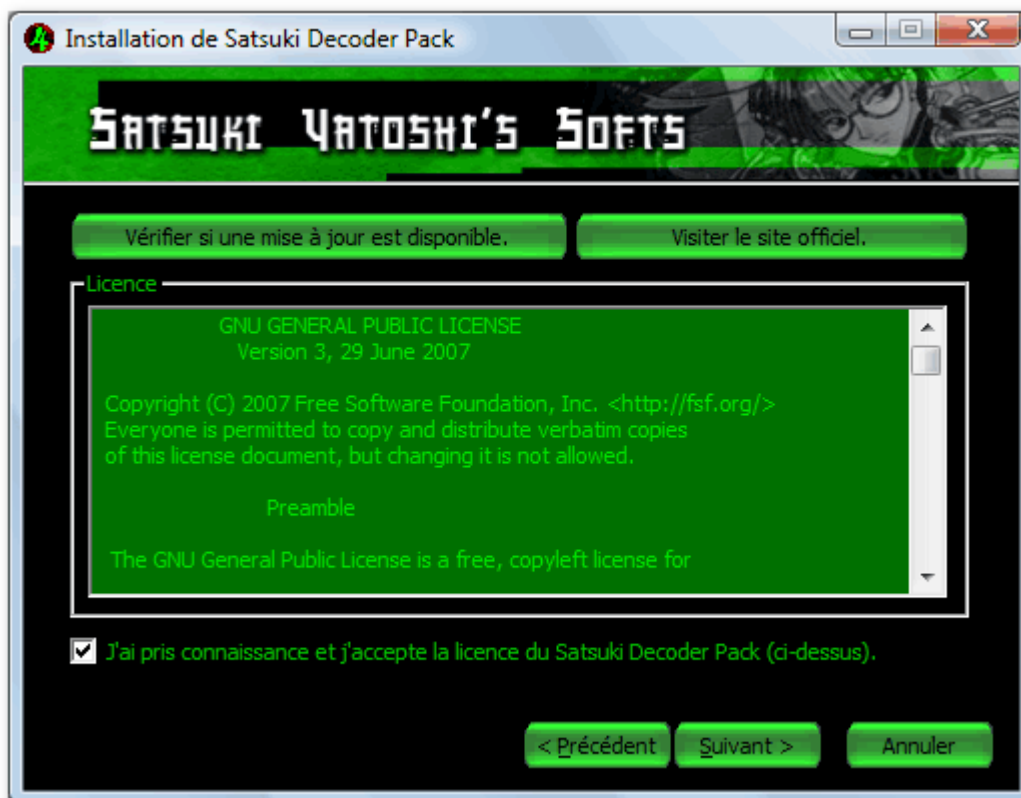 Installation de Satsuki Decoder Pack
Satsuki Yatoshi's Softs
Vérifier si une mise à jour est disponible.
Visiter le site officiel.
Licence
GNU GENERAL PUBLIC LICENSE
Version 3, 29 June 2007
Copyright (C) 2007 Free Software Foundation, Inc. <http://fsf.org/>
Everyone is permitted to copy and distribute verbatim copies
of this license document, but changing it is not allowed.
Preamble
The GNU General Public License is a free, copyleft license for
J'ai pris connaissance et j'accepte la licence du Satsuki Decoder Pack (ci-dessus).
< Précédent
Suivant >
Annuler